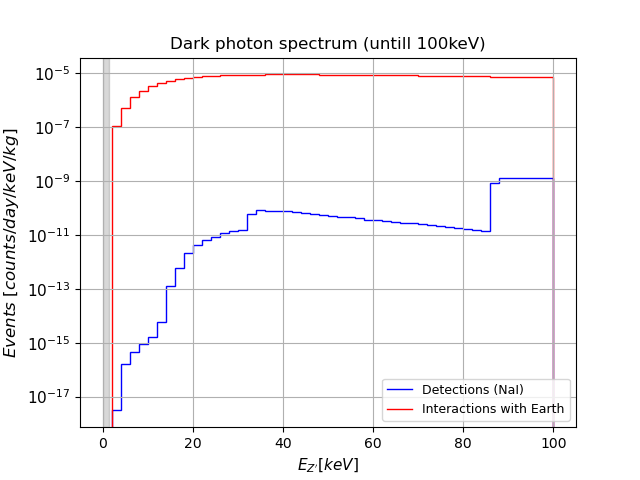 Dark photon spectrum (untill 100keV)
Events [counts/day/keV/kg]
10⁻⁵
10⁻⁷
10⁻⁹
10⁻¹¹
10⁻¹³
10⁻¹⁵
10⁻¹⁷
Detections (NaI)
Interactions with Earth
0 20 40 60 80 100
E_{Z'}[keV]